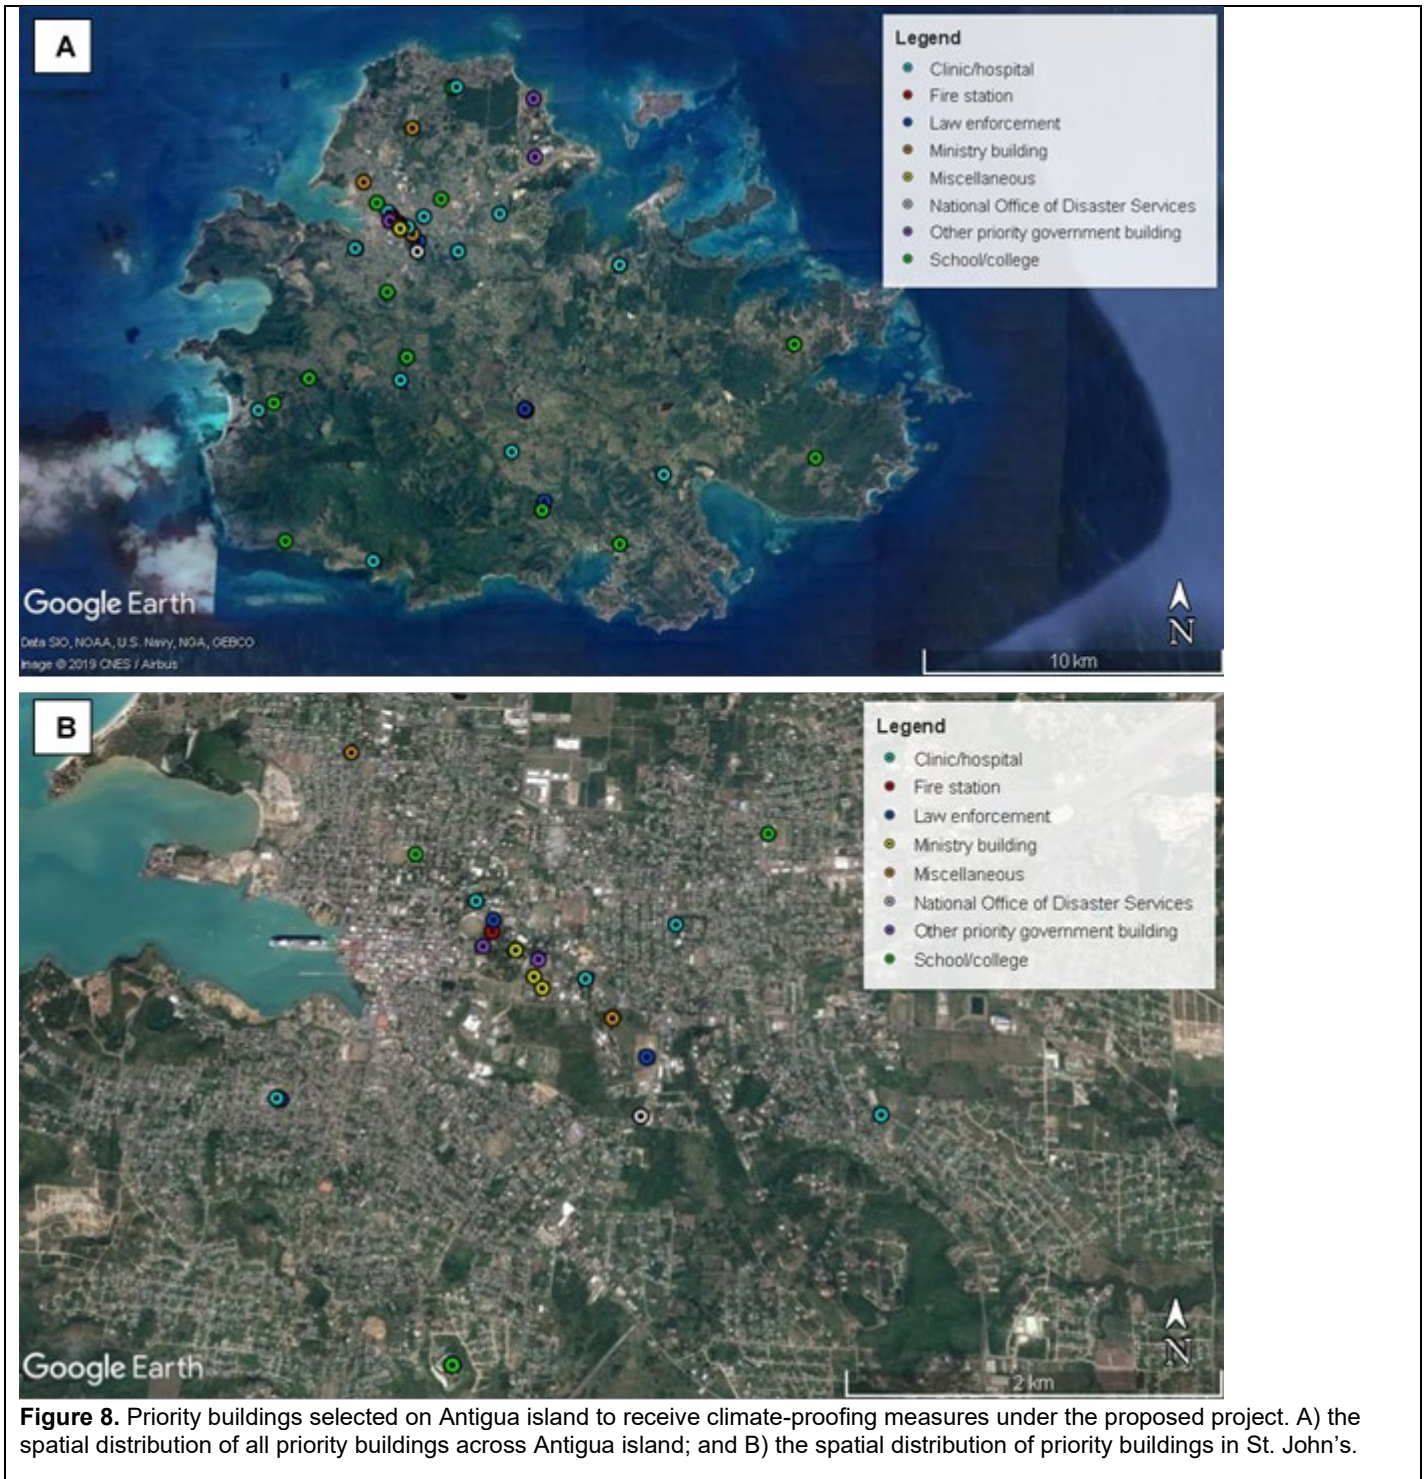 A
Legend
Clinic/hospital
Fire station
Law enforcement
Ministry building
Miscellaneous
National Office of Disaster Services
Other priority government building
School/college
Google Earth
Data SIO, NOAA, U.S. Navy, NGA, GEBCO
Image © 2019 CNES / Airbus
N
10 km
B
Legend
Clinic/hospital
Fire station
Law enforcement
Ministry building
Miscellaneous
National Office of Disaster Services
Other priority government building
School/college
Google Earth
N
2 km
Figure 8. Priority buildings selected on Antigua island to receive climate-proofing measures under the proposed project. A) the
spatial distribution of all priority buildings across Antigua island; and B) the spatial distribution of priority buildings in St. John’s.